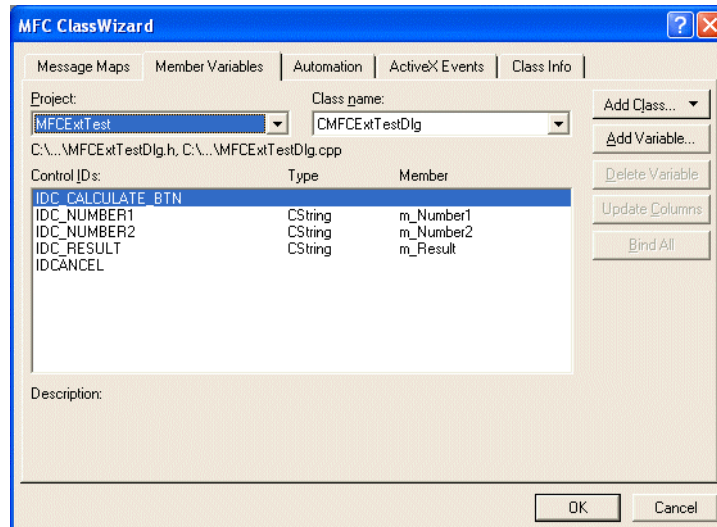 MFC ClassWizard
Message Maps Member Variables Automation ActiveX Events Class Info
Project: Class name:
MFCExtTest CMFCExtTestDlg Add Class...
C:\...\MFCExtTestDlg.h, C:\...\MFCExtTestDlg.cpp Add Variable...
Control IDs: Type Member Delete Variable
IDC_CALCULATE_BTN
IDC_NUMBER1 CString m_Number1 Update Columns
IDC_NUMBER2 CString m_Number2
IDC_RESULT CString m_Result Bind All
IDCANCEL
Description:
OK Cancel